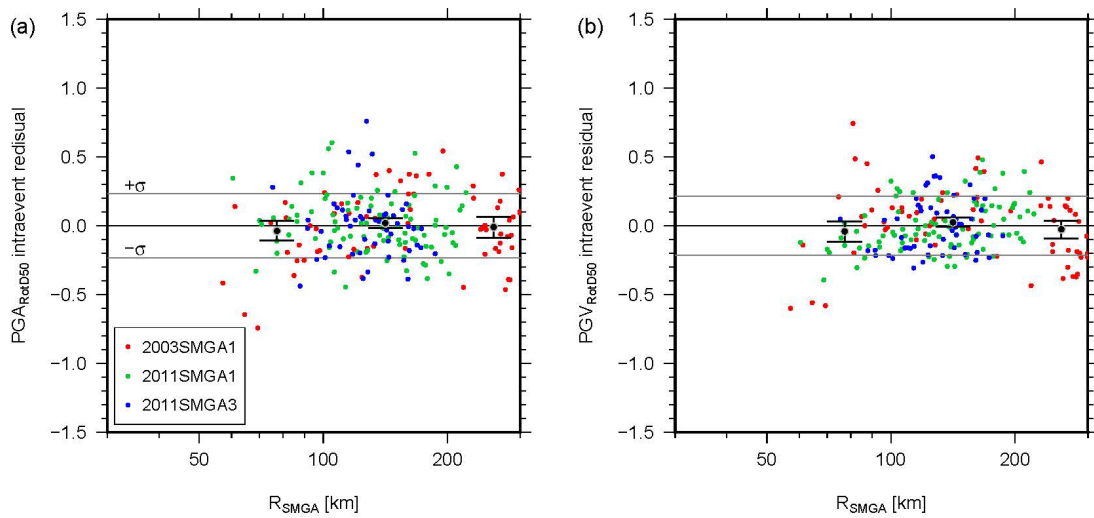 (a)
1.5
1.0
0.5
0.0
−0.5
−1.0
−1.5
PGARotD50 intraevent redisual
+σ
−σ
2003SMGA1
2011SMGA1
2011SMGA3
50
100
200
RSMGA [km]
(b)
1.5
1.0
0.5
0.0
−0.5
−1.0
−1.5
PGVRotD50 intraevent residual
50
100
200
RSMGA [km]